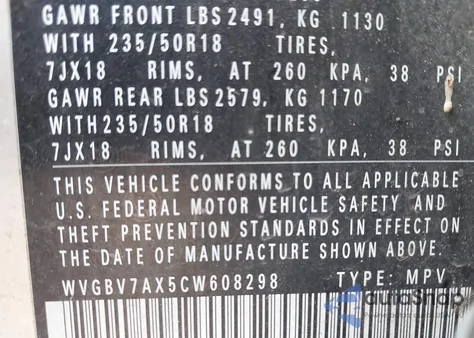 GAWR FRONT LBS 2491, KG 1130
WITH 235/50R18 TIRES,
7JX18 RIMS, AT 260 KPA, 38 PSI
GAWR REAR LBS 2579, KG 1170
WITH 235/50R18 TIRES,
7JX18 RIMS, AT 260 KPA, 38 PSI
THIS VEHICLE CONFORMS TO ALL APPLICABLE
U.S. FEDERAL MOTOR VEHICLE SAFETY AND
THEFT PREVENTION STANDARDS IN EFFECT ON
THE DATE OF MANUFACTURE SHOWN ABOVE.
WVGBV7AX5CW608298 TYPE: MPV